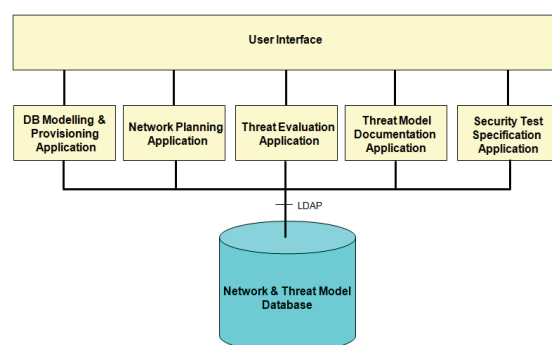 User Interface
DB Modelling &
Provisioning
Application
Network Planning
Application
Threat Evaluation
Application
Threat Model
Documentation
Application
Security Test
Specification
Application
LDAP
Network & Threat Model
Database